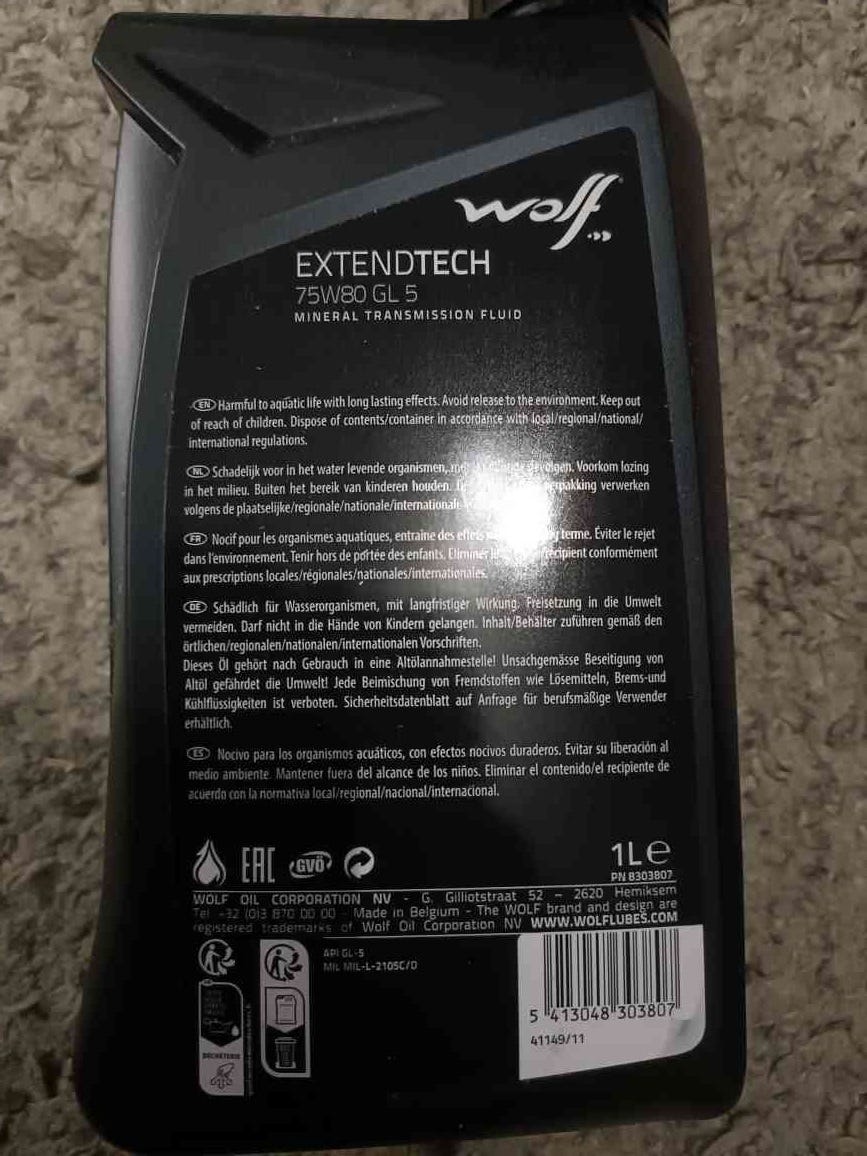 wolf
EXTENDTECH
75W80 GL 5
MINERAL TRANSMISSION FLUID
EN Harmful to aquatic life with long lasting effects. Avoid release to the environment. Keep out
of reach of children. Dispose of contents/container in accordance with local/regional/national/
international regulations.
NL Schadelijk voor in het water levende organismen, gevolgen. Voorkom lozing
in het milieu. Buiten het bereik van kinderen houden. verpakking verwerken
volgens de plaatselijke/regionale/nationale/internationale
FR Nocif pour les organismes aquatiques, entraîne des effets terme. Éviter le rejet
dans l'environnement. Tenir hors de portée des enfants. Éliminer récipient conformément
aux prescriptions locales/régionales/nationales/internationales.
DE Schädlich für Wasserorganismen, mit langfristiger Wirkung. Freisetzung in die Umwelt
vermeiden. Darf nicht in die Hände von Kindern gelangen. Inhalt/Behälter zuführen gemäß den
örtlichen/regionalen/nationalen/internationalen Vorschriften.
Dieses Öl gehört nach Gebrauch in eine Altölannahmestelle! Unsachgemässe Beseitigung von
Altöl gefährdet die Umwelt! Jede Beimischung von Fremdstoffen wie Lösemitteln, Brems-und
Kühlflüssigkeiten ist verboten. Sicherheitsdatenblatt auf Anfrage für berufsmäßige Verwender
erhältlich.
ES Nocivo para los organismos acuáticos, con efectos nocivos duraderos. Evitar su liberación al
medio ambiente. Mantener fuera del alcance de los niños. Eliminar el contenido/el recipiente de
acuerdo con la normativa local/regional/nacional/internacional.
EAC GVÖ 1L e
PN 8303807
WOLF OIL CORPORATION NV - G. Gilliotstraat 52 - 2620 Hemiksem
Tel +32 (0)3 870 00 00 - Made in Belgium - The WOLF brand and design are
registered trademarks of Wolf Oil Corporation NV WWW.WOLFLUBES.COM
API GL-5
MIL MIL-L-2105C/D
DÉCHÈTERIE
5 413048 303807
41149/11